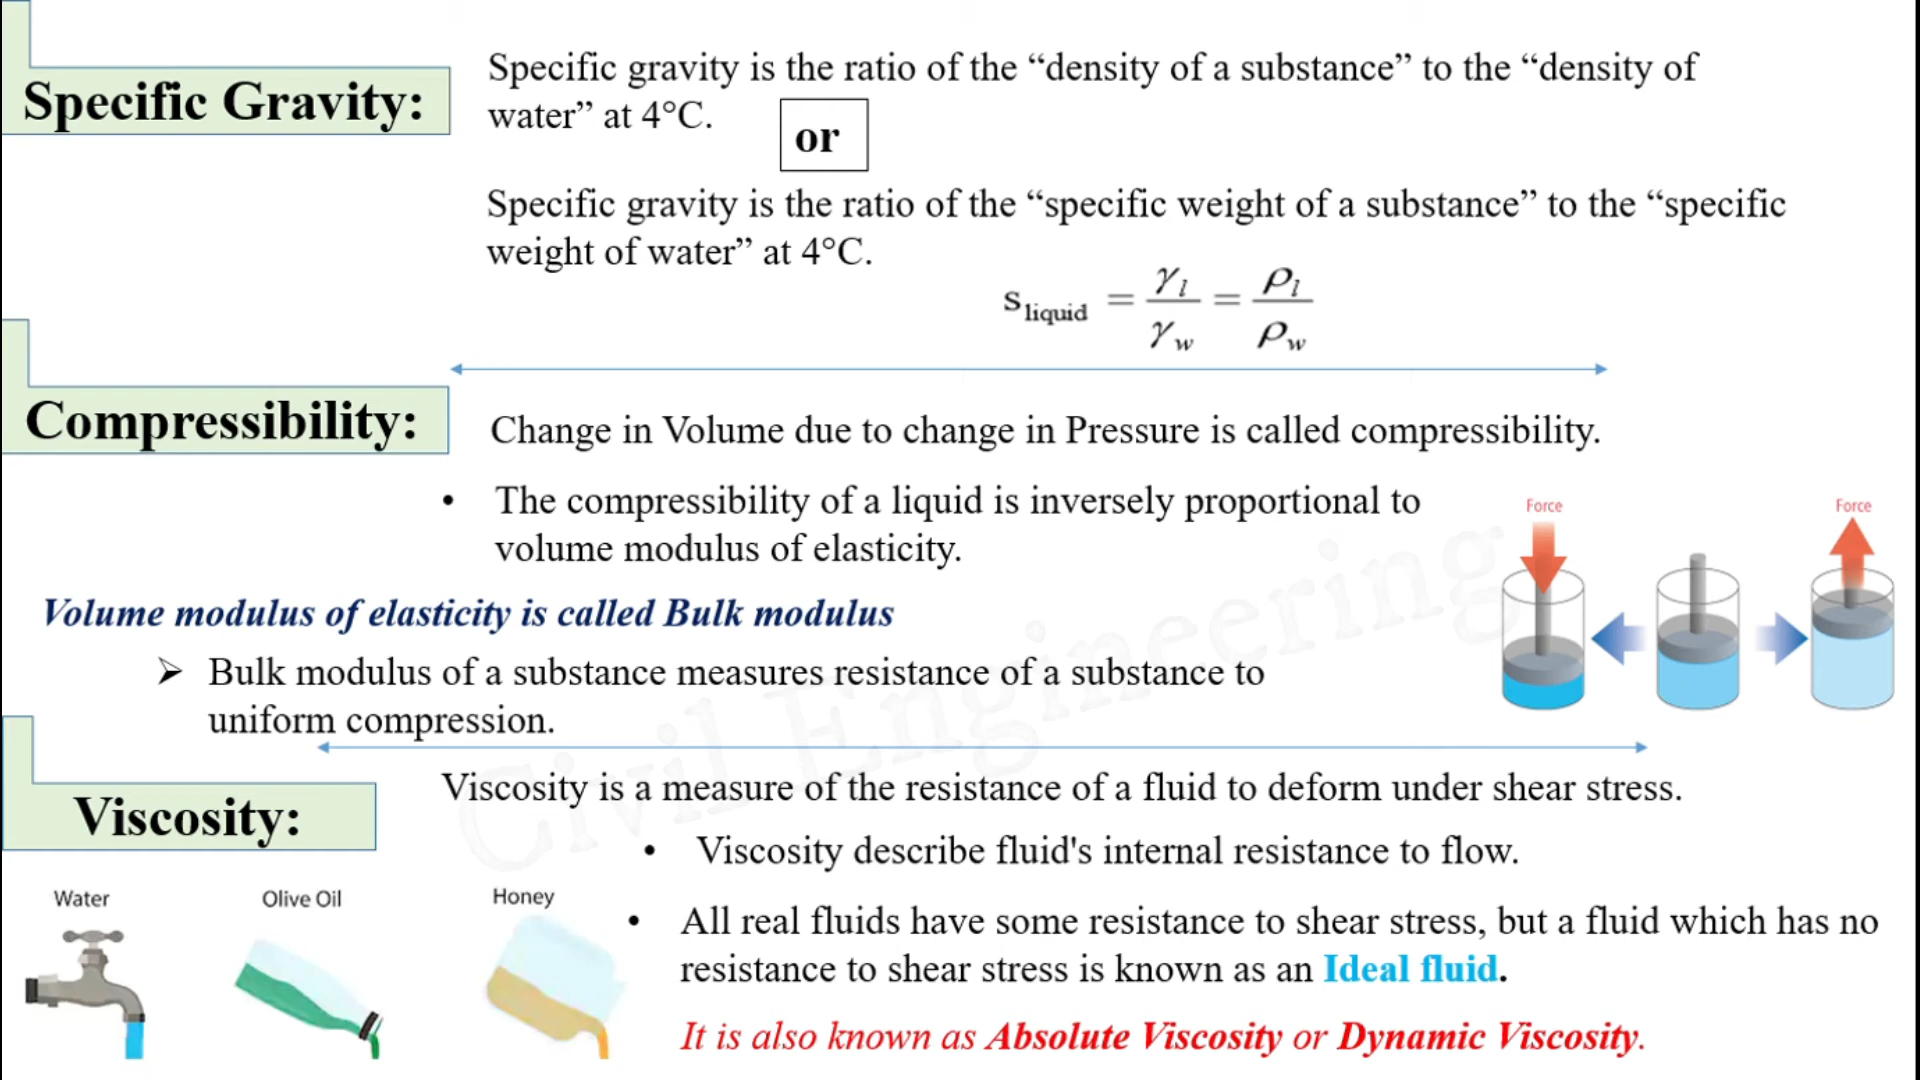 Specific Gravity:
Specific gravity is the ratio of the “density of a substance” to the “density of
water” at 4°C.
or
Specific gravity is the ratio of the “specific weight of a substance” to the “specific
weight of water” at 4°C.
s_liquid = γ_l / γ_w = ρ_l / ρ_w
Compressibility:
Change in Volume due to change in Pressure is called compressibility.
• The compressibility of a liquid is inversely proportional to
volume modulus of elasticity.
Force
Force
Volume modulus of elasticity is called Bulk modulus
➢ Bulk modulus of a substance measures resistance of a substance to
uniform compression.
Civil Engineering
Viscosity:
Viscosity is a measure of the resistance of a fluid to deform under shear stress.
• Viscosity describe fluid's internal resistance to flow.
Water
Olive Oil
Honey
• All real fluids have some resistance to shear stress, but a fluid which has no
resistance to shear stress is known as an Ideal fluid.
It is also known as Absolute Viscosity or Dynamic Viscosity.